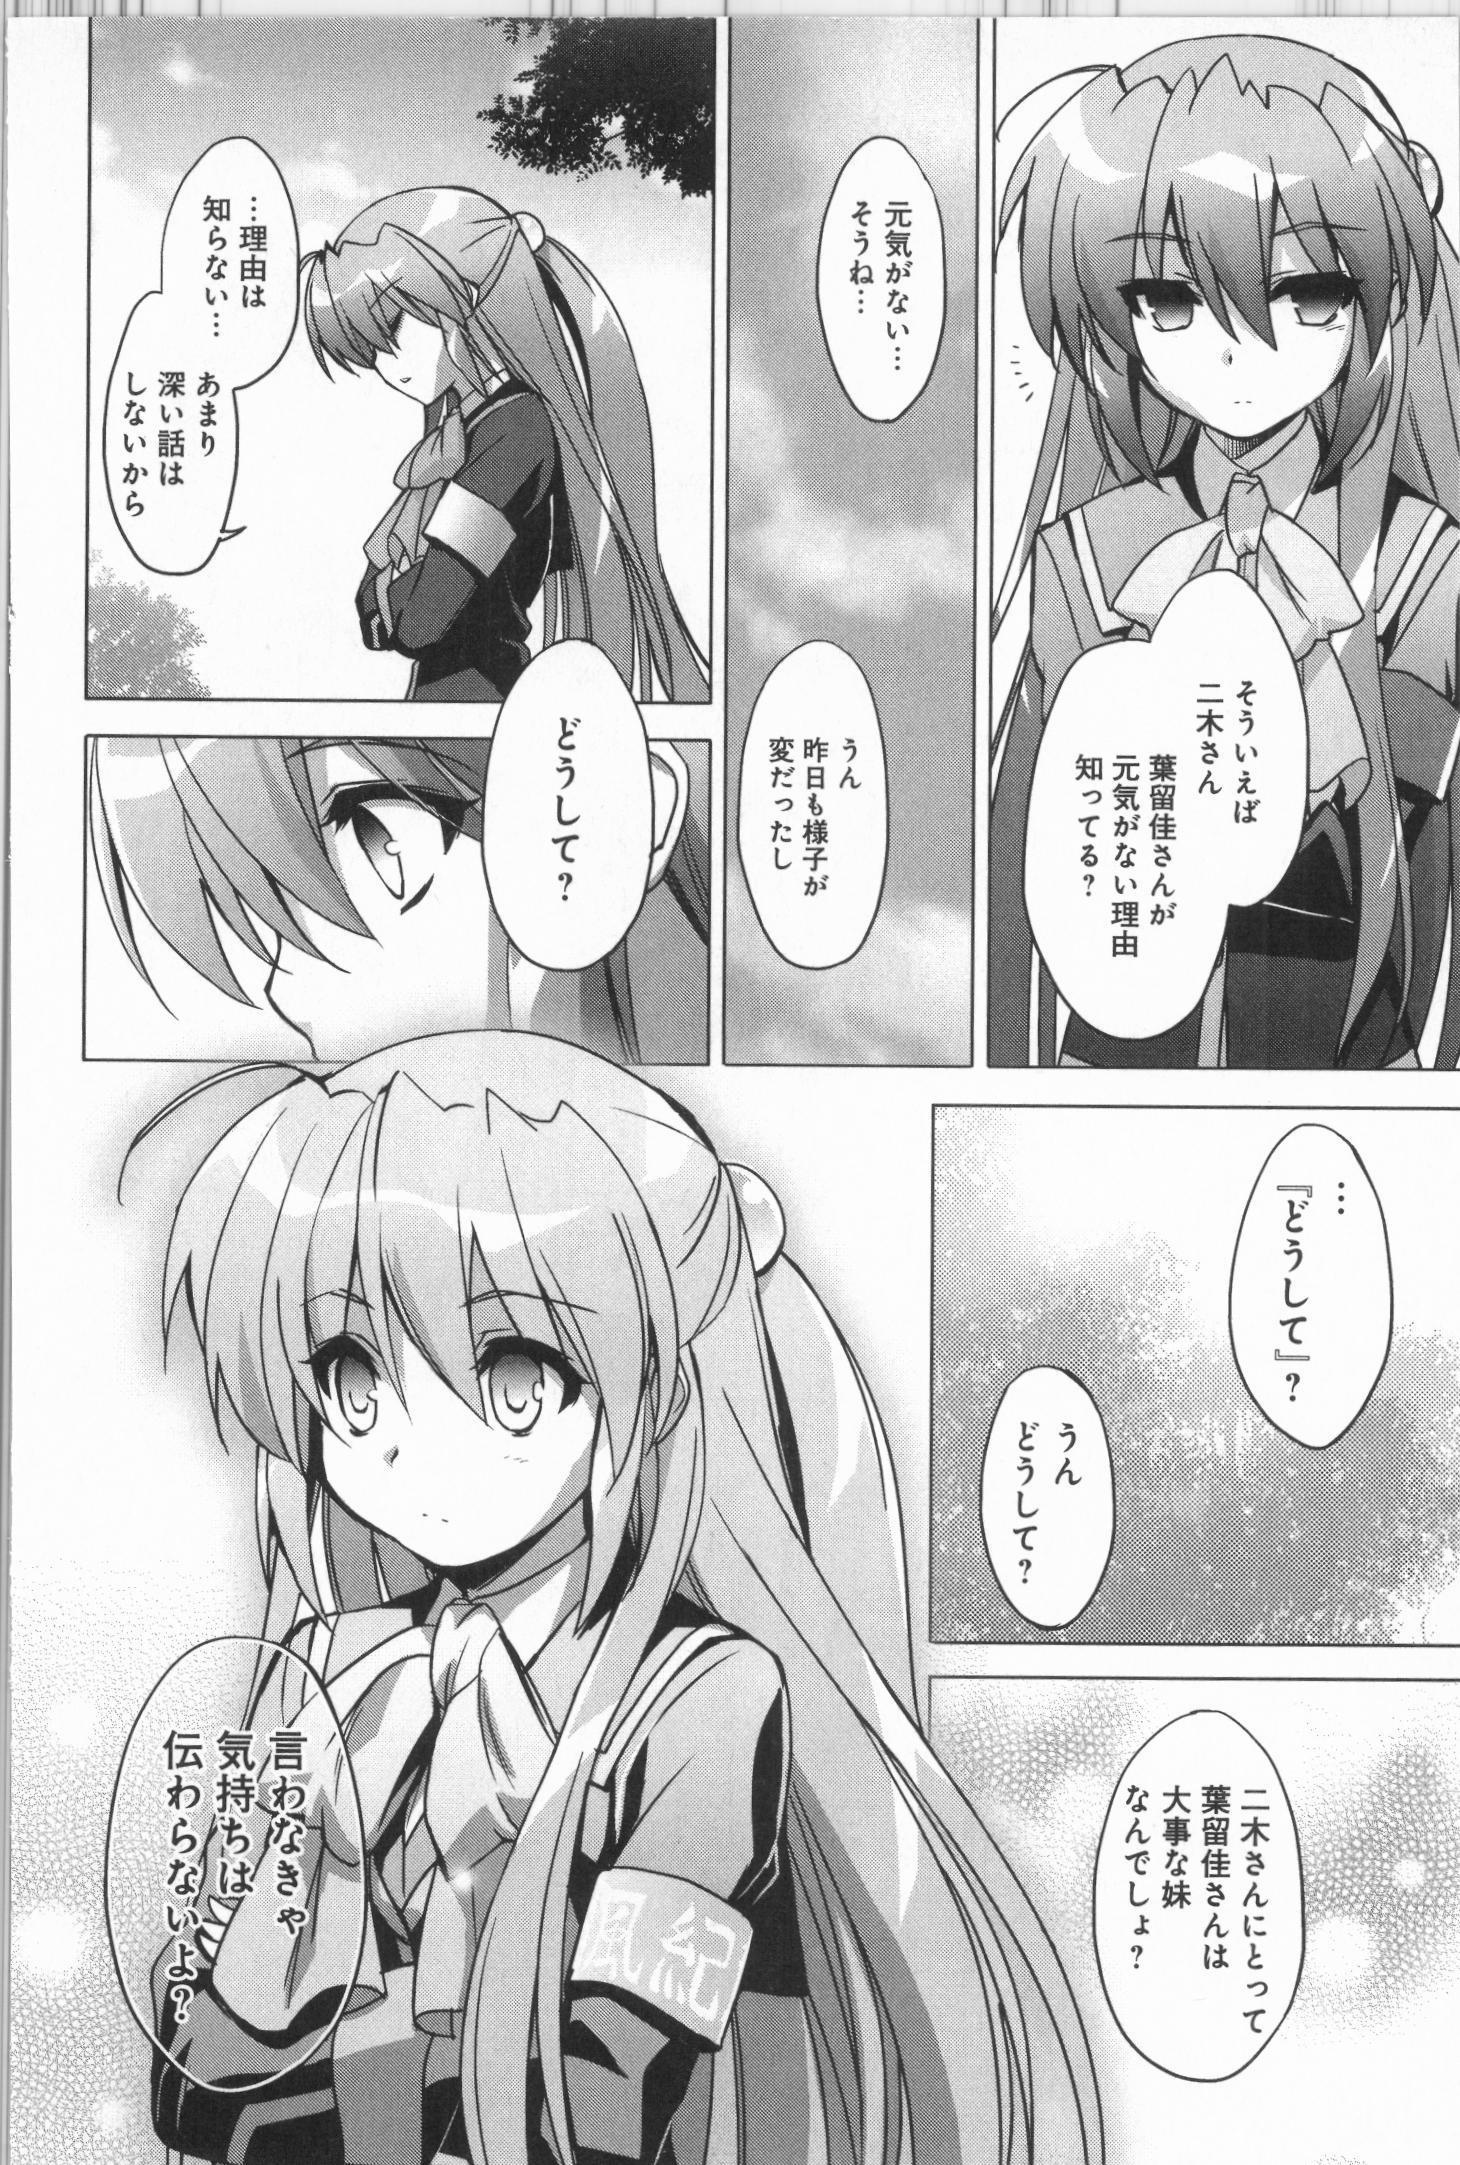 そういえば
二木さん
葉留佳さんが
元気がない理由
知ってる?
元気がない…
そうね…
うん
昨日も様子が
変だったし
…理由は
知らない…
あまり
深い話は
しないから
どうして?
…
『どうして』?
うん
どうして?
二木さんにとって
葉留佳さんは
大事な妹
なんでしょ?
言わなきゃ
気持ちは
伝わらないよ?
風紀